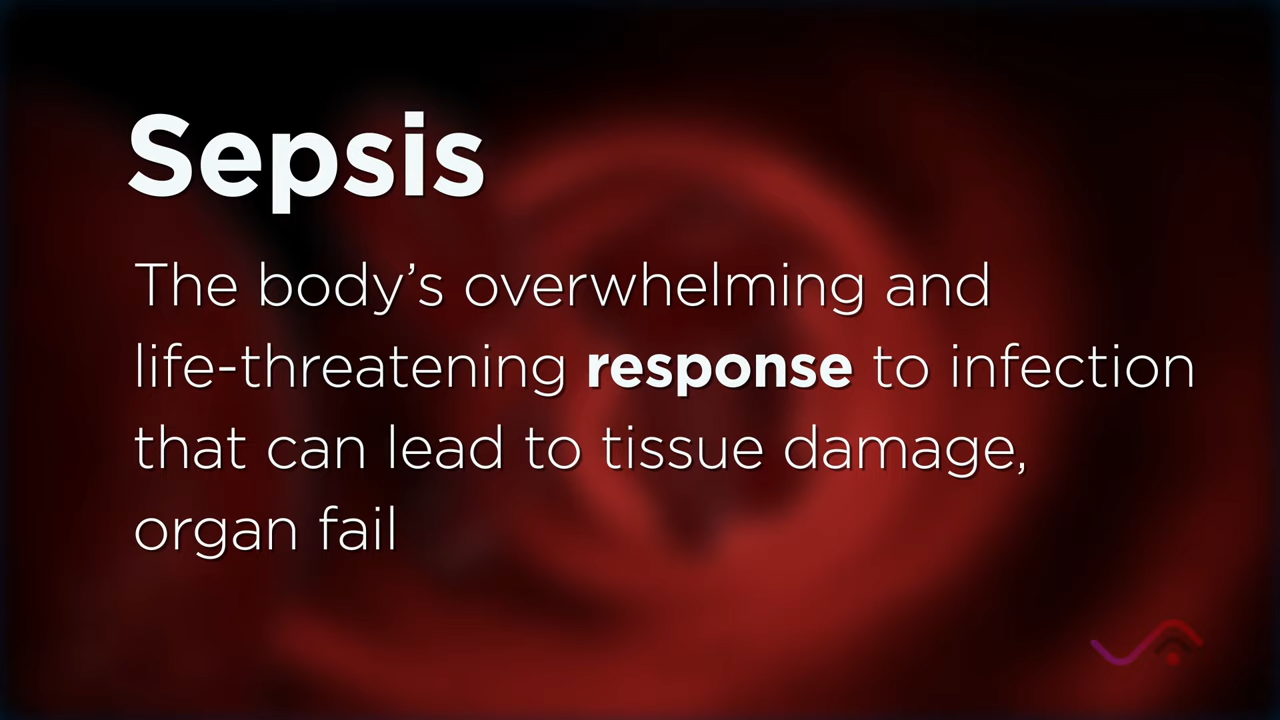 Sepsis
The body’s overwhelming and
life-threatening response to infection
that can lead to tissue damage,
organ fail